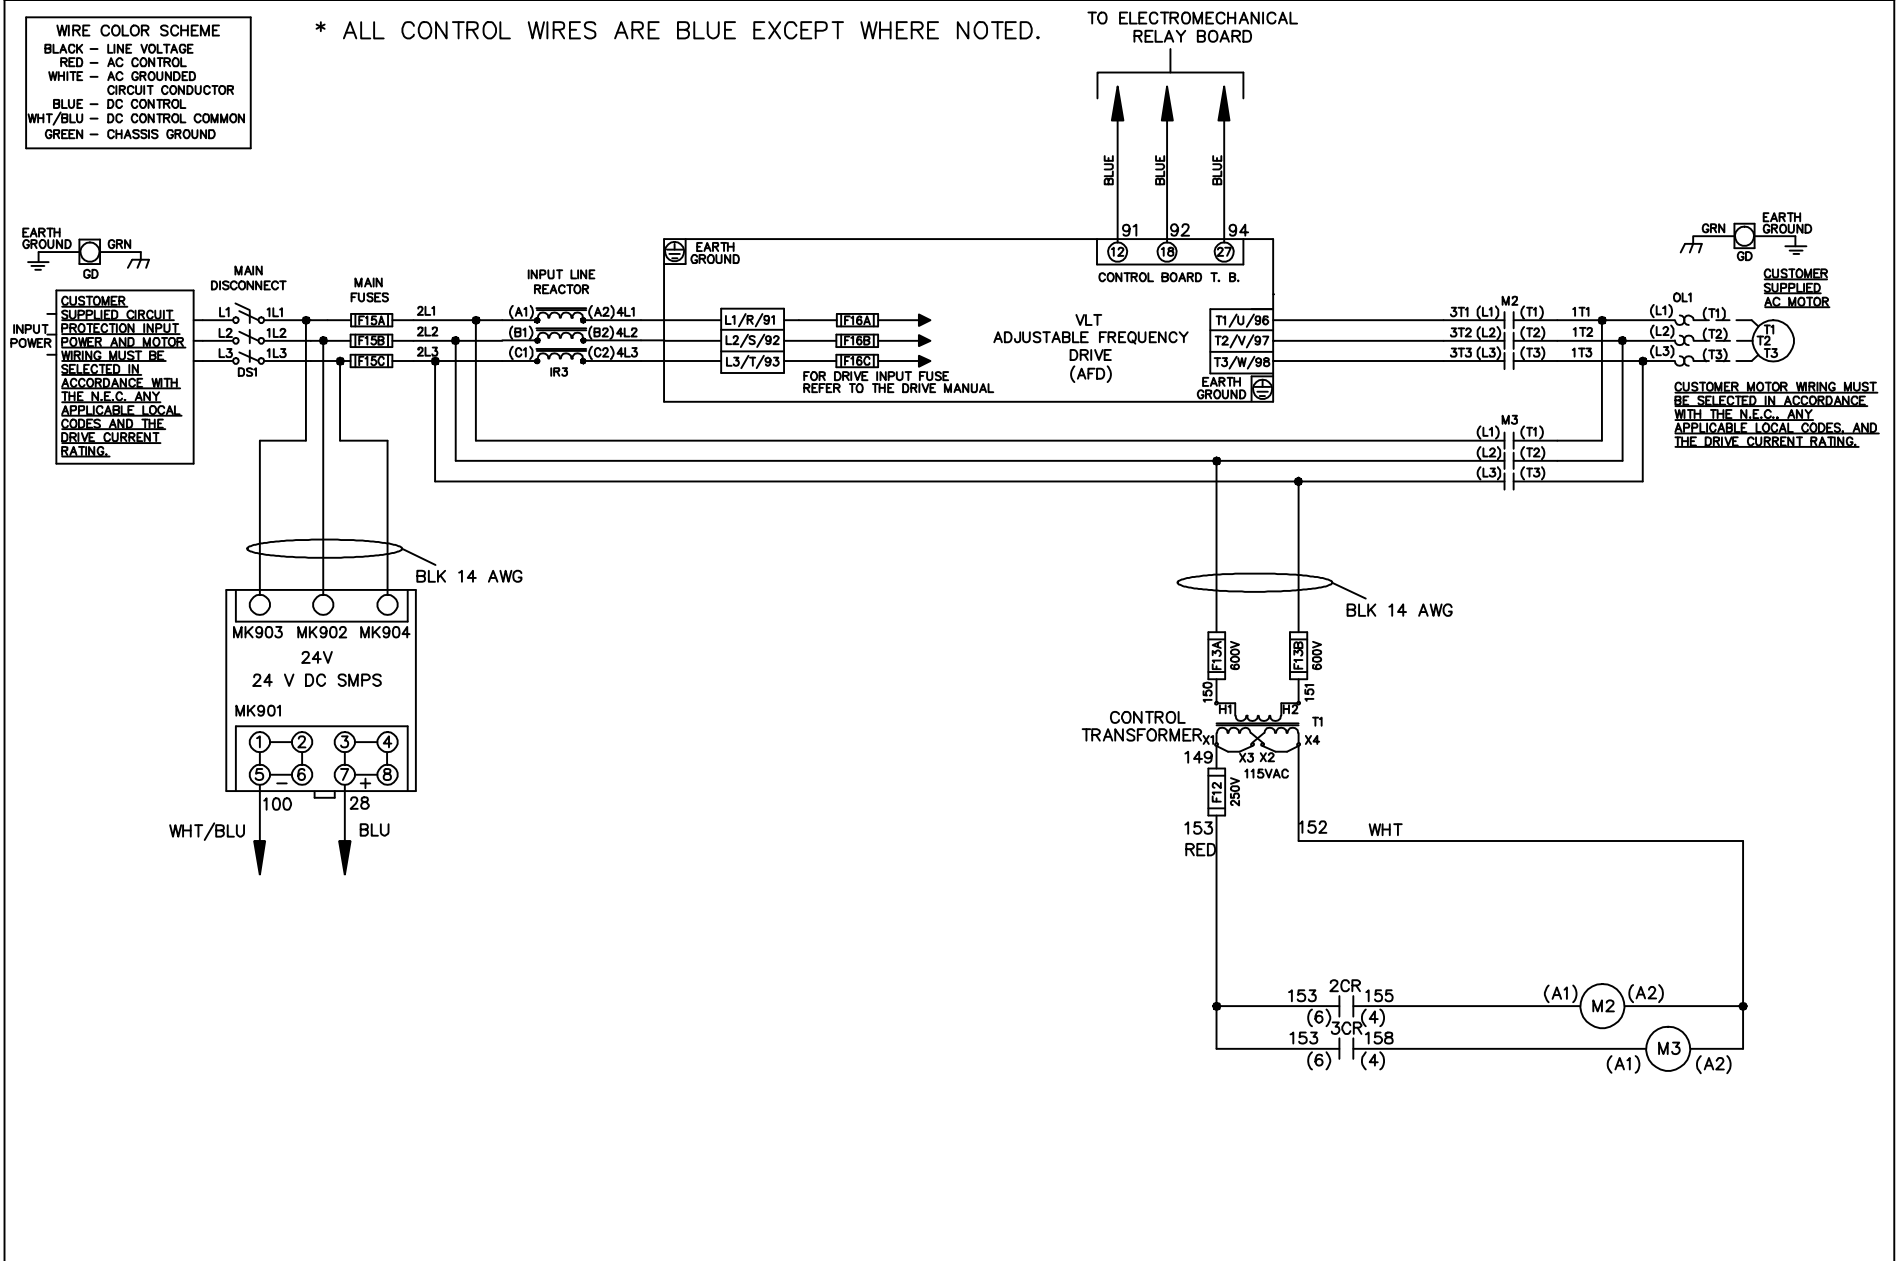 WIRE COLOR SCHEME
BLACK – LINE VOLTAGE
RED – AC CONTROL
WHITE – AC GROUNDED
CIRCUIT CONDUCTOR
BLUE – DC CONTROL
WHT/BLU – DC CONTROL COMMON
GREEN – CHASSIS GROUND
* ALL CONTROL WIRES ARE BLUE EXCEPT WHERE NOTED.
TO ELECTROMECHANICAL
RELAY BOARD
BLUE
BLUE
BLUE
91 92 94
12 18 27
CONTROL BOARD T. B.
EARTH
GROUND
GRN
GD
INPUT
POWER
CUSTOMER
SUPPLIED CIRCUIT
PROTECTION INPUT
POWER AND MOTOR
WIRING MUST BE
SELECTED IN
ACCORDANCE WITH
THE N.E.C. ANY
APPLICABLE LOCAL
CODES AND THE
DRIVE CURRENT
RATING.
MAIN
DISCONNECT
L1 1L1
L2 1L2
L3 1L3
DS1
MAIN
FUSES
F15A
F15B
F15C
2L1
2L2
2L3
INPUT LINE
REACTOR
(A1) (A2) 4L1
(B1) (B2) 4L2
(C1) (C2) 4L3
IR3
EARTH
GROUND
L1/R/91
L2/S/92
L3/T/93
F16A
F16B
F16C
FOR DRIVE INPUT FUSE
REFER TO THE DRIVE MANUAL
VLT
ADJUSTABLE FREQUENCY
DRIVE
(AFD)
T1/U/96
T2/V/97
T3/W/98
EARTH
GROUND
M2
3T1 (L1) (T1) 1T1
3T2 (L2) (T2) 1T2
3T3 (L3) (T3) 1T3
OL1
(L1) (T1)
(L2) (T2)
(L3) (T3)
T1
T2
T3
GRN
GD
EARTH
GROUND
CUSTOMER
SUPPLIED
AC MOTOR
CUSTOMER MOTOR WIRING MUST
BE SELECTED IN ACCORDANCE
WITH THE N.E.C., ANY
APPLICABLE LOCAL CODES, AND
THE DRIVE CURRENT RATING.
M3
(L1) (T1)
(L2) (T2)
(L3) (T3)
BLK 14 AWG
MK903 MK902 MK904
24V
24 V DC SMPS
MK901
1 2 3 4
5 6 7 8
– +
100 28
WHT/BLU BLU
BLK 14 AWG
F13A
600V
F13B
600V
150
151
H1 H2
T1
CONTROL
TRANSFORMER
X1 X4
X3 X2
115VAC
149
F12
250V
153
RED
152 WHT
2CR
153 155
(6) (4)
(A1) M2 (A2)
3CR
153 158
(6) (4)
(A1) M3 (A2)